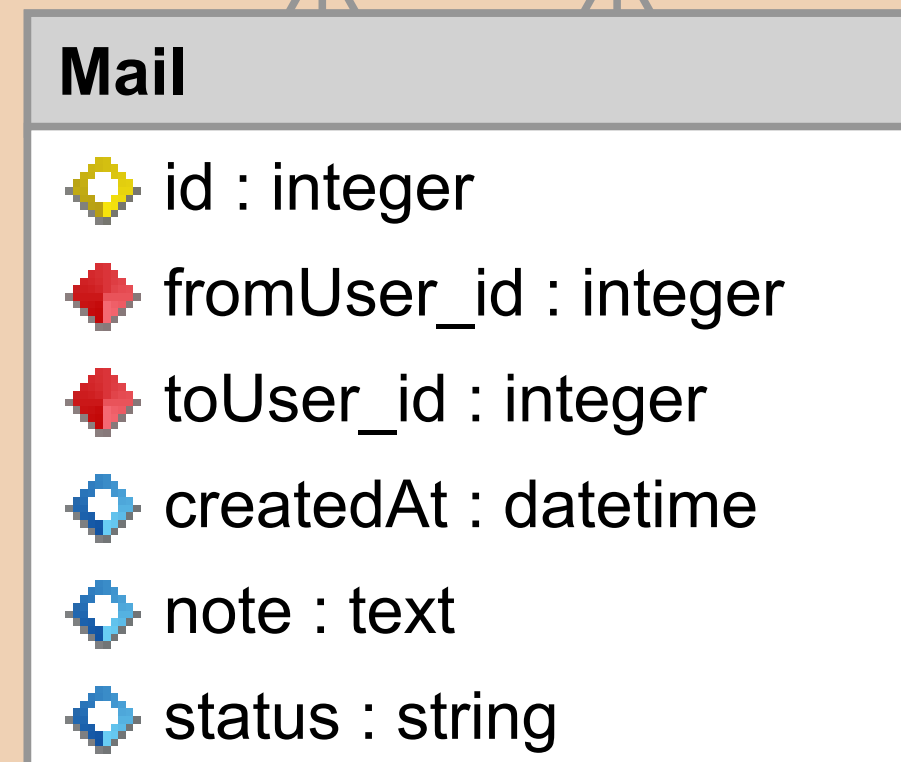 Mail
id : integer
fromUser_id : integer
toUser_id : integer
createdAt : datetime
note : text
status : string